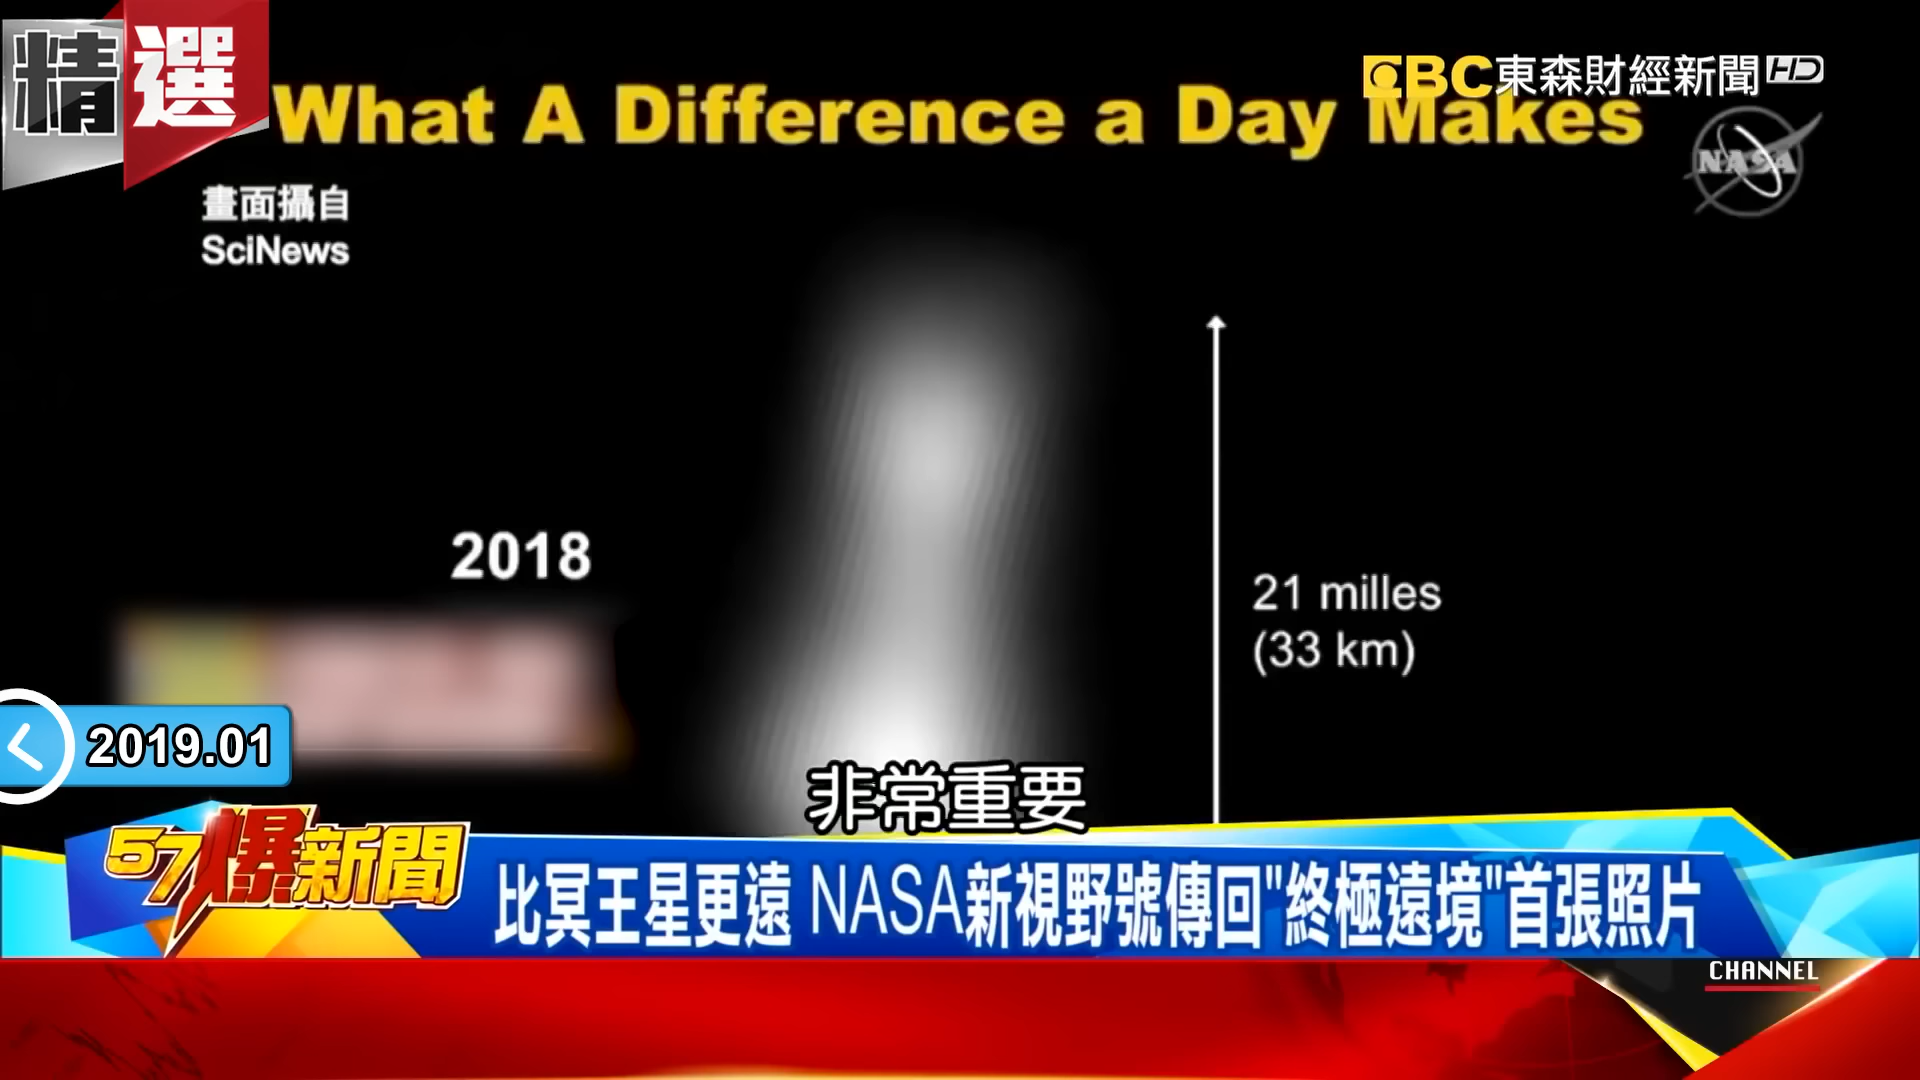 精選
EBC東森財經新聞HD
What A Difference a Day Makes
NASA
畫面攝自
SciNews
2018
21 milles
(33 km)
2019.01
非常重要
57爆新聞
比冥王星更遠 NASA新視野號傳回"終極遠境"首張照片
CHANNEL